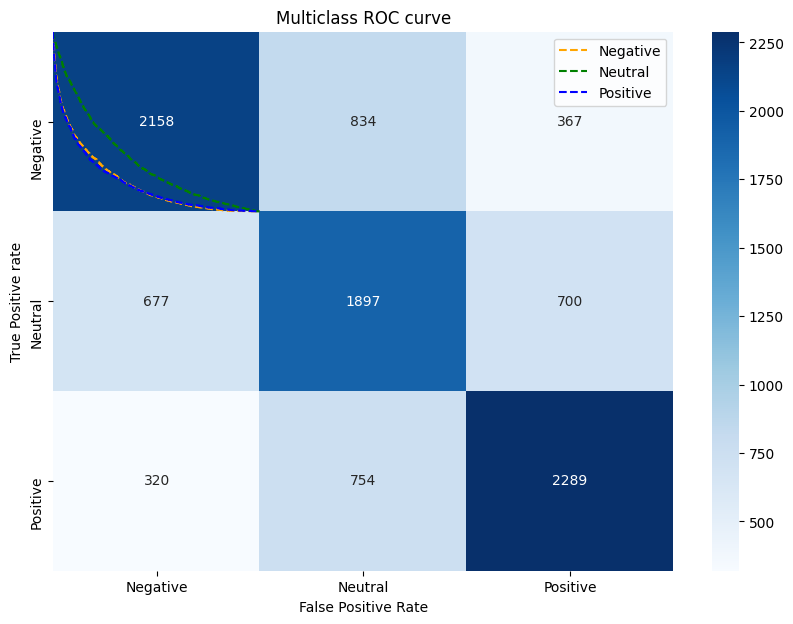 Multiclass ROC curve
Negative
Neutral
Positive
2158 834 367
677 1897 700
320 754 2289
Negative
Neutral
Positive
True Positive rate
Negative Neutral Positive
False Positive Rate
2250
2000
1750
1500
1250
1000
750
500